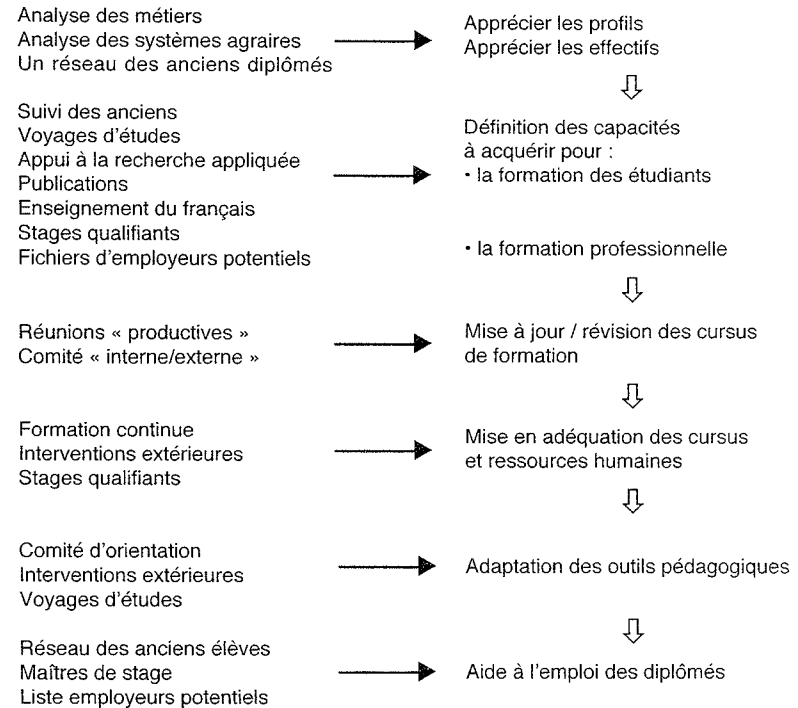 Analyse des métiers
Analyse des systèmes agraires
Un réseau des anciens diplômés
Apprécier les profils
Apprécier les effectifs
Suivi des anciens
Voyages d'études
Appui à la recherche appliquée
Publications
Enseignement du français
Stages qualifiants
Fichiers d'employeurs potentiels
Définition des capacités
à acquérir pour :
• la formation des étudiants
• la formation professionnelle
Réunions « productives »
Comité « interne/externe »
Mise à jour / révision des cursus
de formation
Formation continue
Interventions extérieures
Stages qualifiants
Mise en adéquation des cursus
et ressources humaines
Comité d'orientation
Interventions extérieures
Voyages d'études
Adaptation des outils pédagogiques
Réseau des anciens élèves
Maîtres de stage
Liste employeurs potentiels
Aide à l'emploi des diplômés